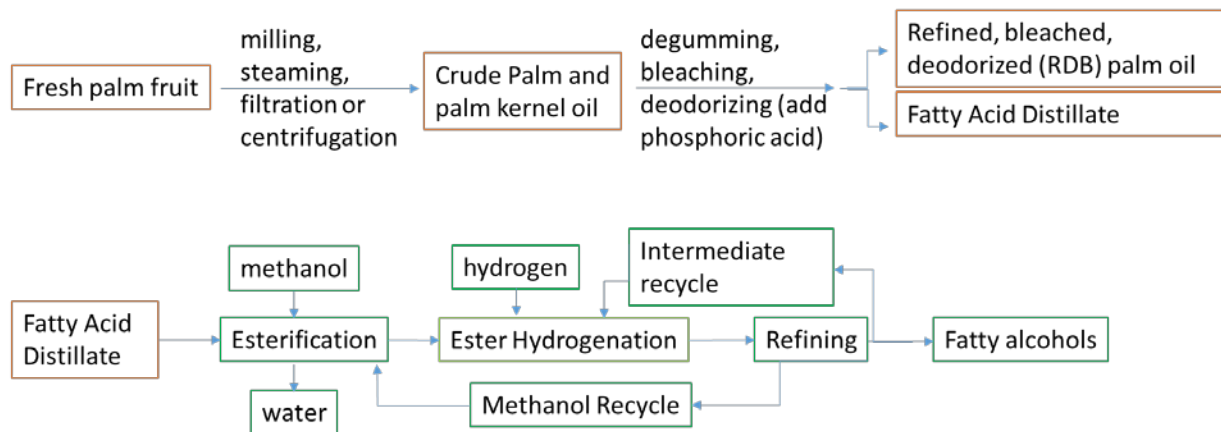 Fresh palm fruit
milling,
steaming,
filtration or
centrifugation
Crude Palm and
palm kernel oil
degumming,
bleaching,
deodorizing (add
phosphoric acid)
Refined, bleached,
deodorized (RDB) palm oil
Fatty Acid Distillate
methanol
hydrogen
Intermediate
recycle
Fatty Acid
Distillate
Esterification
Ester Hydrogenation
Refining
Fatty alcohols
water
Methanol Recycle